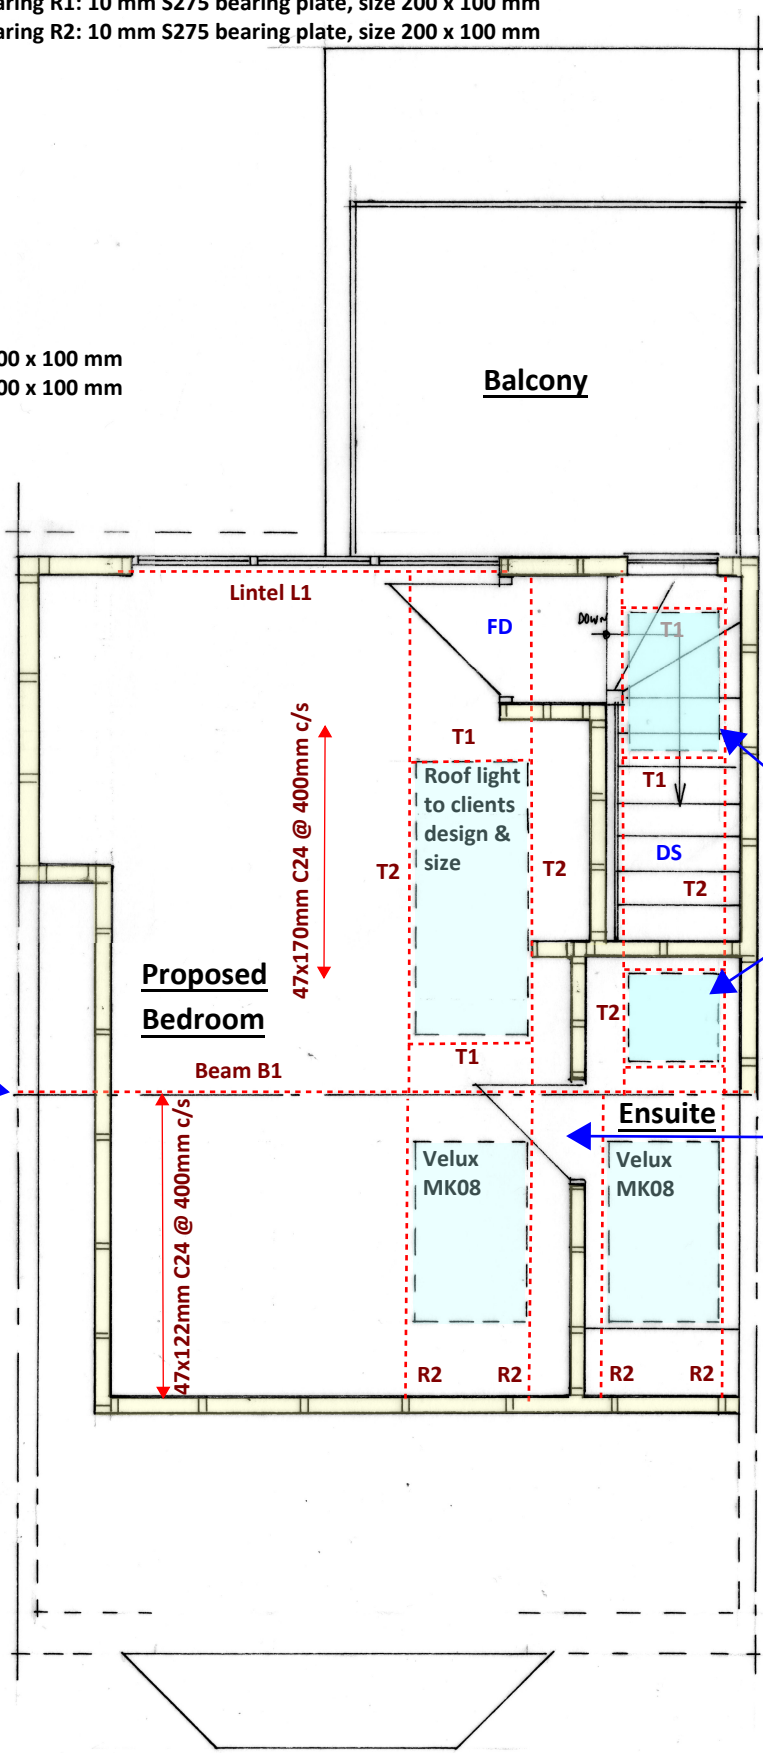 aring R1: 10 mm S275 bearing plate, size 200 x 100 mm
aring R2: 10 mm S275 bearing plate, size 200 x 100 mm
00 x 100 mm
00 x 100 mm
Balcony
Lintel L1
FD
DOWN
T1
T1
47x170mm C24 @ 400mm c/s
Roof light
to clients
design &
size
T1
DS
T2
T2
T2
Proposed
Bedroom
T2
T1
Beam B1
Ensuite
47x122mm C24 @ 400mm c/s
Velux
MK08
Velux
MK08
R2
R2
R2
R2